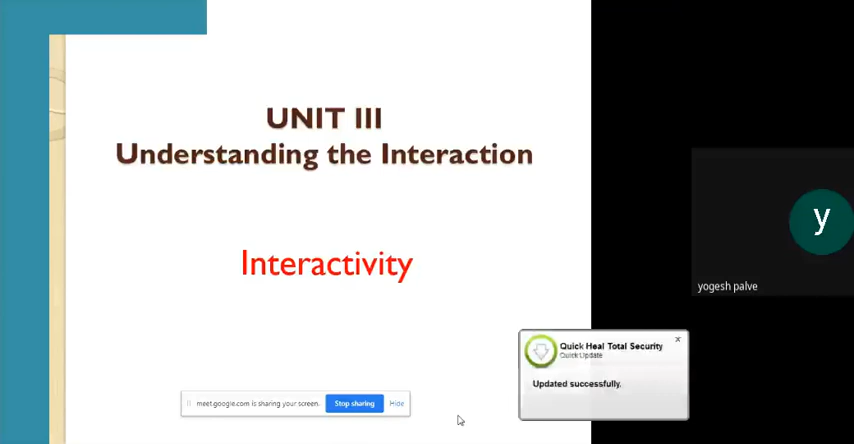 UNIT III
Understanding the Interaction
Interactivity
y
yogesh palve
Quick Heal Total Security
Quick Update
x
Updated successfully.
meet.google.com is sharing your screen.
Stop sharing
Hide